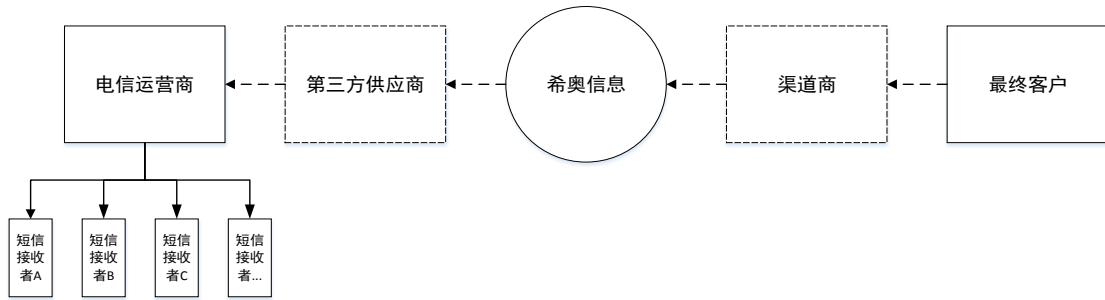 电信运营商
第三方供应商
希奥信息
渠道商
最终客户
短信
接收
者A
短信
接收
者B
短信
接收
者C
短信
接收
者...